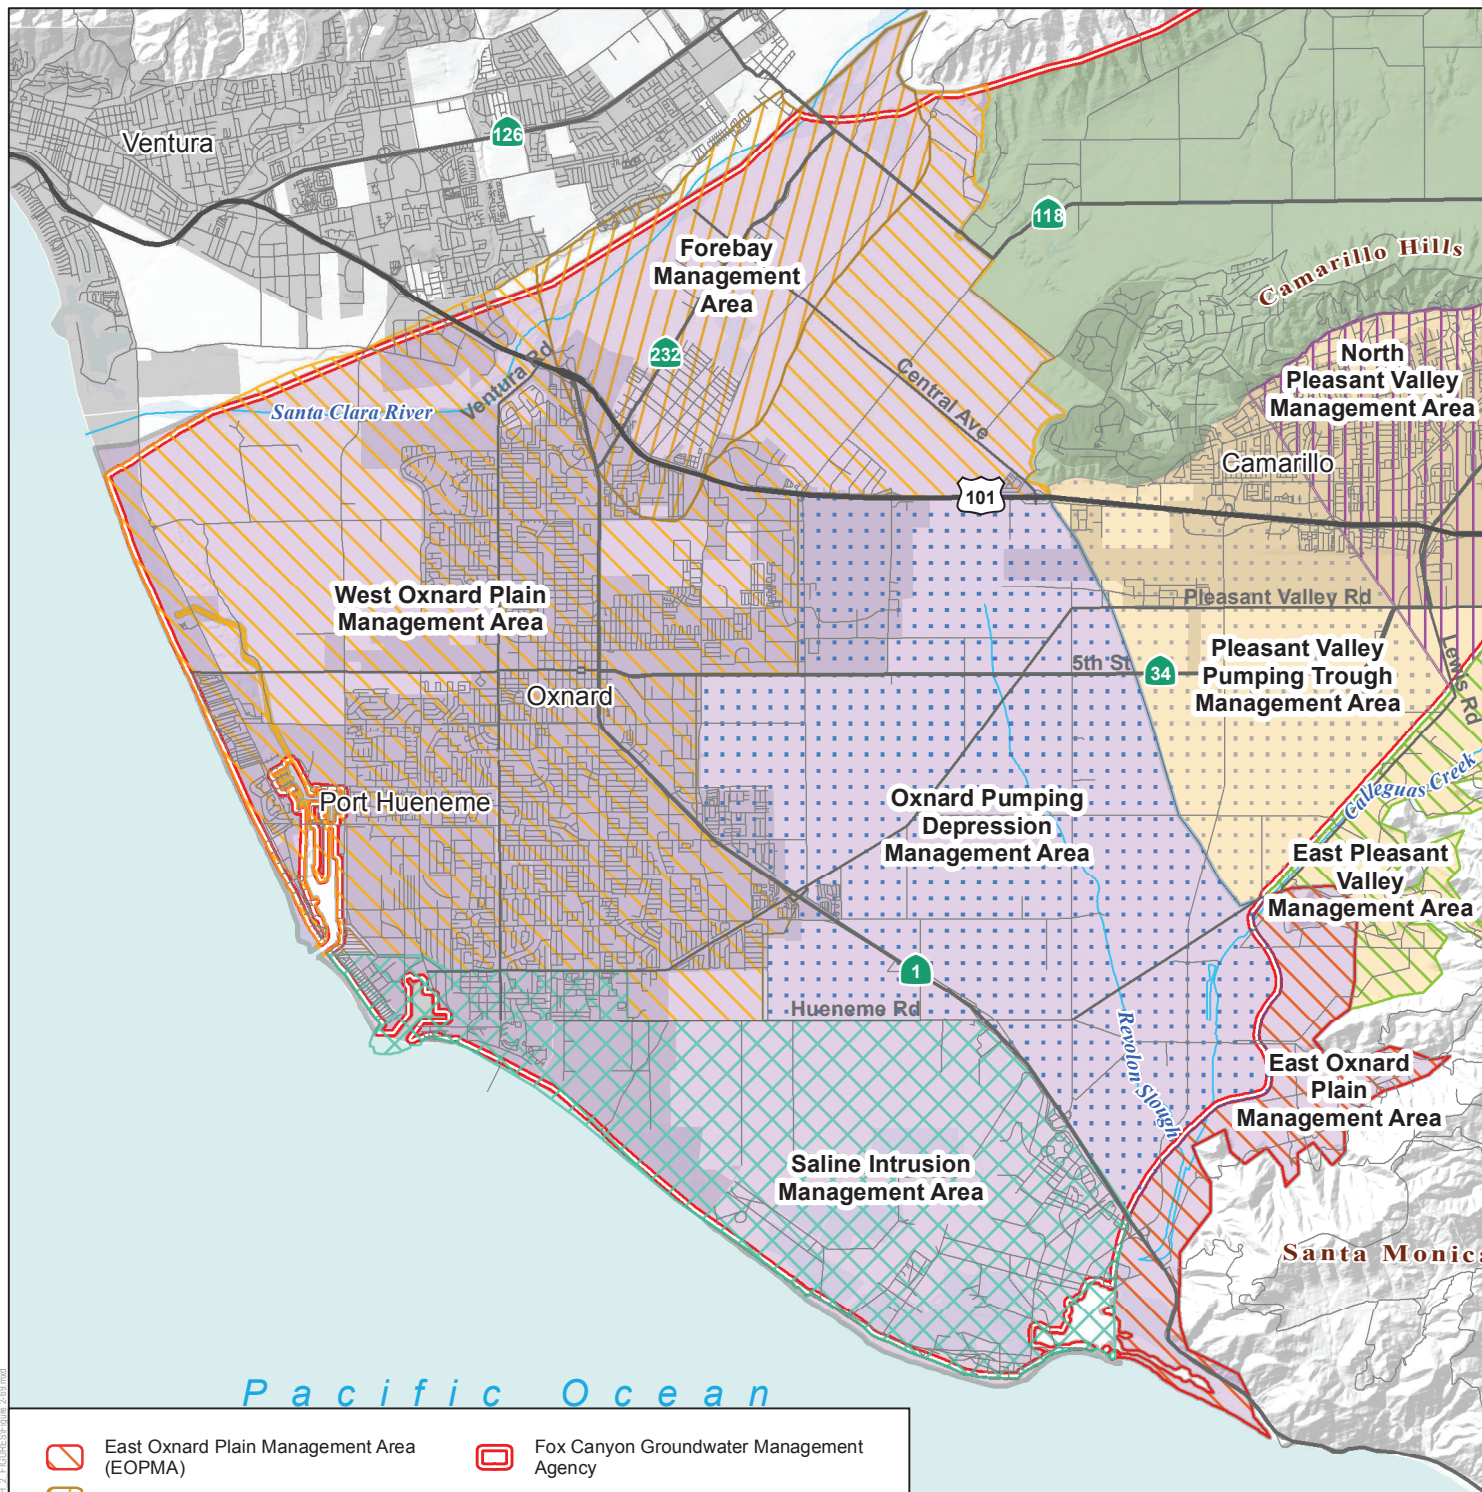 Ventura
126
118
Camarillo Hills
Forebay
Management
Area
232
Ventura Rd
Central Ave
Santa Clara River
North
Pleasant Valley
Management Area
Camarillo
101
West Oxnard Plain
Management Area
Pleasant Valley Rd
5th St
34
Pleasant Valley
Pumping Trough
Management Area
Lewis Rd
Oxnard
Calleguas Creek
Port Hueneme
Oxnard Pumping
Depression
Management Area
East Pleasant
Valley
Management Area
1
Hueneme Rd
Revolon Slough
East Oxnard
Plain
Management Area
Saline Intrusion
Management Area
Santa Monica
Pacific Ocean
East Oxnard Plain Management Area
(EOPMA)
Fox Canyon Groundwater Management
Agency